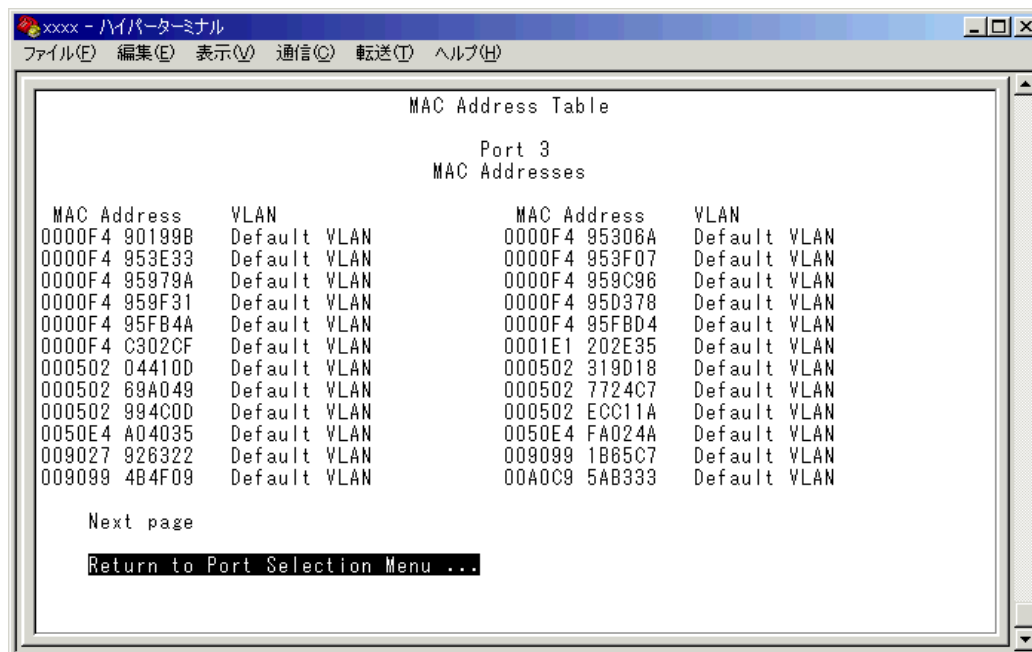 xxxx - ハイパーターミナル
ファイル(F) 編集(E) 表示(V) 通信(C) 転送(T) ヘルプ(H)
MAC Address Table
Port 3
MAC Addresses
MAC Address VLAN MAC Address VLAN
0000F4 90199B Default VLAN 0000F4 95306A Default VLAN
0000F4 953E33 Default VLAN 0000F4 953F07 Default VLAN
0000F4 95979A Default VLAN 0000F4 959C96 Default VLAN
0000F4 959F31 Default VLAN 0000F4 95D378 Default VLAN
0000F4 95FB4A Default VLAN 0000F4 95FBD4 Default VLAN
0000F4 C302CF Default VLAN 0001E1 202E35 Default VLAN
000502 04410D Default VLAN 000502 319D18 Default VLAN
000502 69A049 Default VLAN 000502 7724C7 Default VLAN
000502 994C0D Default VLAN 000502 ECC11A Default VLAN
0050E4 A04035 Default VLAN 0050E4 FA024A Default VLAN
009027 926322 Default VLAN 009099 1B65C7 Default VLAN
009099 4B4F09 Default VLAN 00A0C9 5AB333 Default VLAN
Next page
Return to Port Selection Menu ...